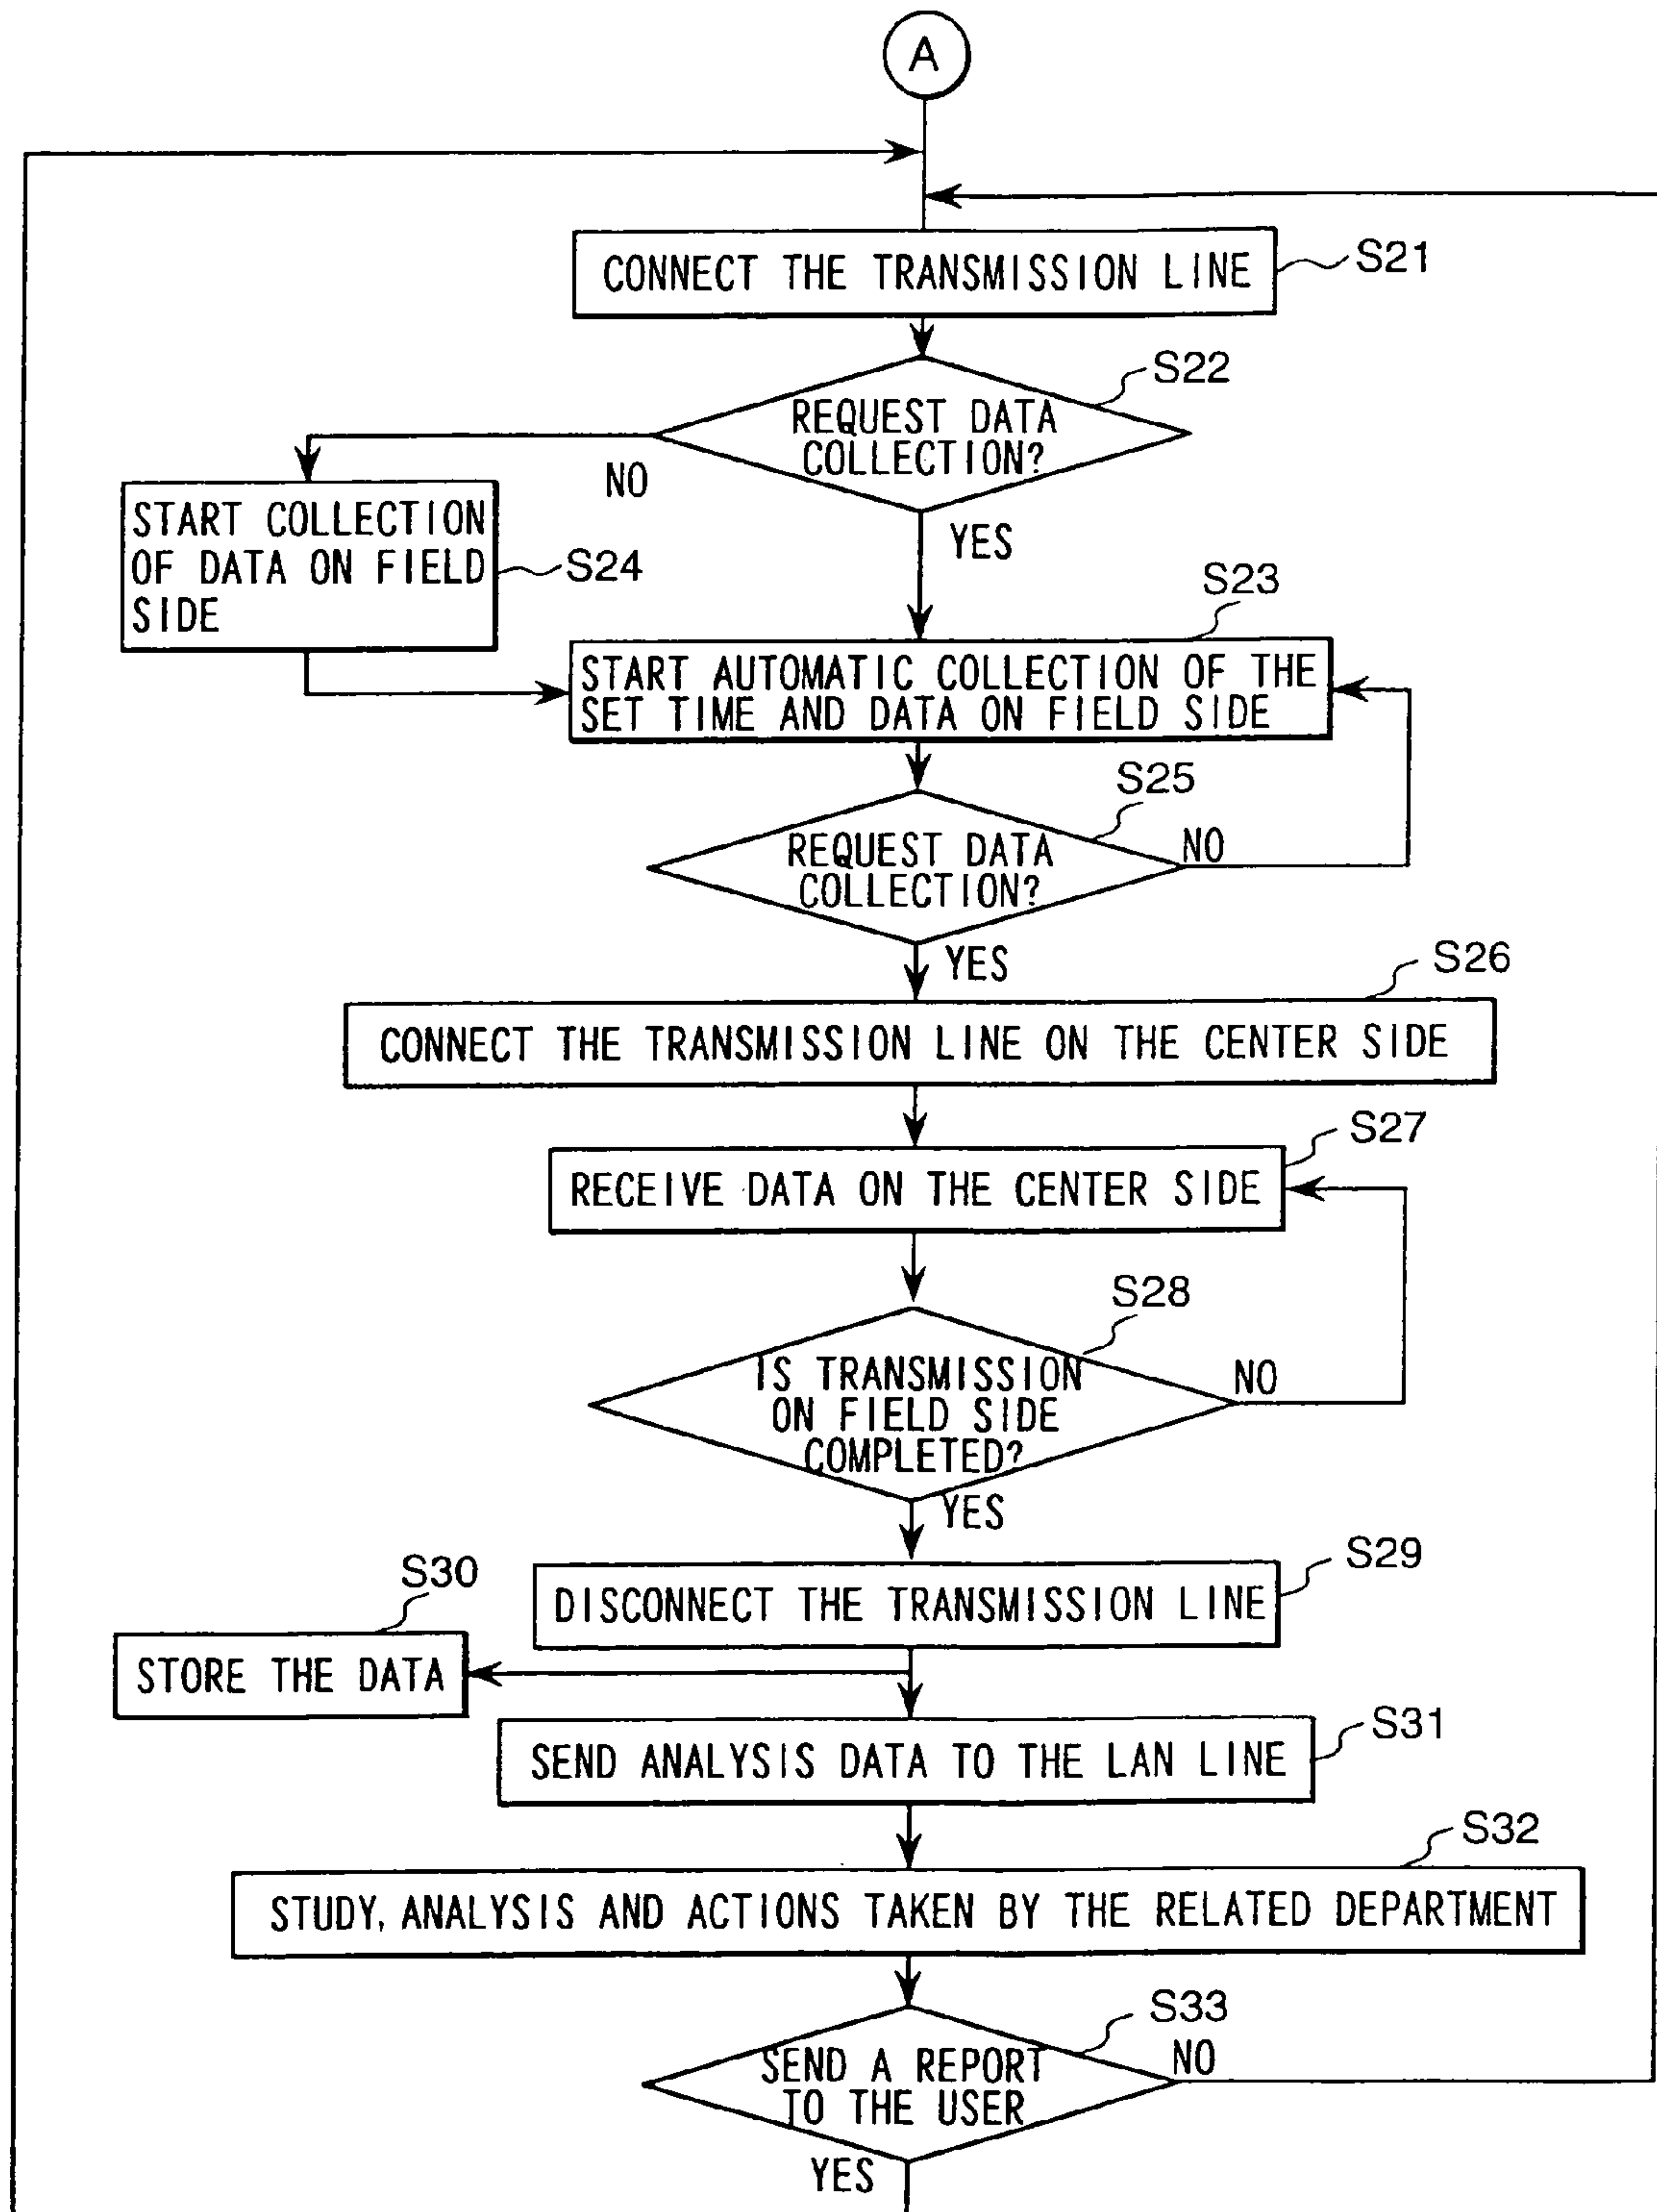 A
CONNECT THE TRANSMISSION LINE
S21
S22
REQUEST DATA
COLLECTION?
NO
YES
START COLLECTION
OF DATA ON FIELD
SIDE
S24
S23
START AUTOMATIC COLLECTION OF THE
SET TIME AND DATA ON FIELD SIDE
S25
REQUEST DATA
COLLECTION?
NO
YES
S26
CONNECT THE TRANSMISSION LINE ON THE CENTER SIDE
S27
RECEIVE DATA ON THE CENTER SIDE
S28
IS TRANSMISSION
ON FIELD SIDE
COMPLETED?
NO
YES
S29
DISCONNECT THE TRANSMISSION LINE
S30
STORE THE DATA
S31
SEND ANALYSIS DATA TO THE LAN LINE
S32
STUDY, ANALYSIS AND ACTIONS TAKEN BY THE RELATED DEPARTMENT
S33
SEND A REPORT
TO THE USER
NO
YES